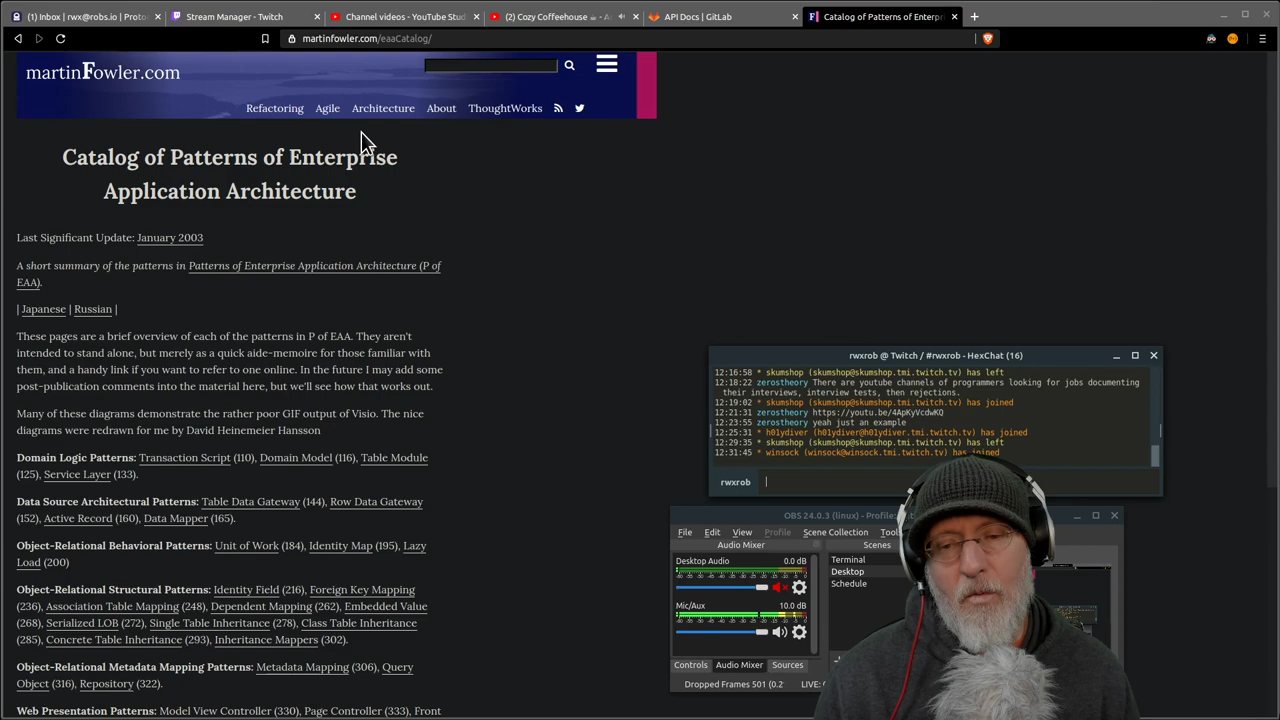 (1) Inbox | rwx@robs.io | Proto
Stream Manager - Twitch
Channel videos - YouTube Stud
(2) Cozy Coffeehouse
API Docs | GitLab
Catalog of Patterns of Enterpr
martinfowler.com/eaaCatalog/
martinFowler.com
Refactoring Agile Architecture About ThoughtWorks
Catalog of Patterns of Enterprise
Application Architecture
Last Significant Update: January 2003
A short summary of the patterns in Patterns of Enterprise Application Architecture (P of
EAA).
| Japanese | Russian |
These pages are a brief overview of each of the patterns in P of EAA. They aren't
intended to stand alone, but merely as a quick aide-memoire for those familiar with
them, and a handy link if you want to refer to one online. In the future I may add some
post-publication comments into the material here, but we'll see how that works out.
Many of these diagrams demonstrate the rather poor GIF output of Visio. The nice
diagrams were redrawn for me by David Heinemeier Hansson
Domain Logic Patterns: Transaction Script (110), Domain Model (116), Table Module
(125), Service Layer (133).
Data Source Architectural Patterns: Table Data Gateway (144), Row Data Gateway
(152), Active Record (160), Data Mapper (165).
Object-Relational Behavioral Patterns: Unit of Work (184), Identity Map (195), Lazy
Load (200)
Object-Relational Structural Patterns: Identity Field (216), Foreign Key Mapping
(236), Association Table Mapping (248), Dependent Mapping (262), Embedded Value
(268), Serialized LOB (272), Single Table Inheritance (278), Class Table Inheritance
(285), Concrete Table Inheritance (293), Inheritance Mappers (302).
Object-Relational Metadata Mapping Patterns: Metadata Mapping (306), Query
Object (316), Repository (322).
Web Presentation Patterns: Model View Controller (330), Page Controller (333), Front
rwxrob @ Twitch / #rwxrob - HexChat (16)
12:16:58 * skumshop (skumshop@skumshop.tmi.twitch.tv) has left
12:18:22 zerostheory There are youtube channels of programmers looking for jobs documenting
their interviews, interview tests, then rejections.
12:19:02 * skumshop (skumshop@skumshop.tmi.twitch.tv) has joined
12:21:31 zerostheory https://youtu.be/4ApKyVcdwKQ
12:23:55 zerostheory yeah just an example
12:25:31 * h01ydiver (h01ydiver@h01ydiver.tmi.twitch.tv) has joined
12:29:35 * skumshop (skumshop@skumshop.tmi.twitch.tv) has left
12:31:45 * winsock (winsock@winsock.tmi.twitch.tv) has joined
rwxrob
OBS 24.0.3 (linux) - Profile:
File Edit View Profile Scene Collection Tools
Audio Mixer
Scenes
Desktop Audio 0.0 dB
Terminal
Desktop
Schedule
Mic/Aux 10.0 dB
Controls Audio Mixer Sources
Dropped Frames 501 (0.2 LIVE: